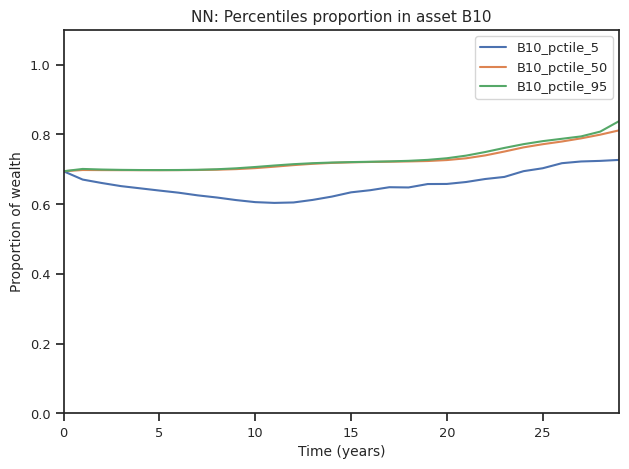 NN: Percentiles proportion in asset B10
B10_pctile_5
B10_pctile_50
B10_pctile_95
Proportion of wealth
1.0
0.8
0.6
0.4
0.2
0.0
0 5 10 15 20 25
Time (years)